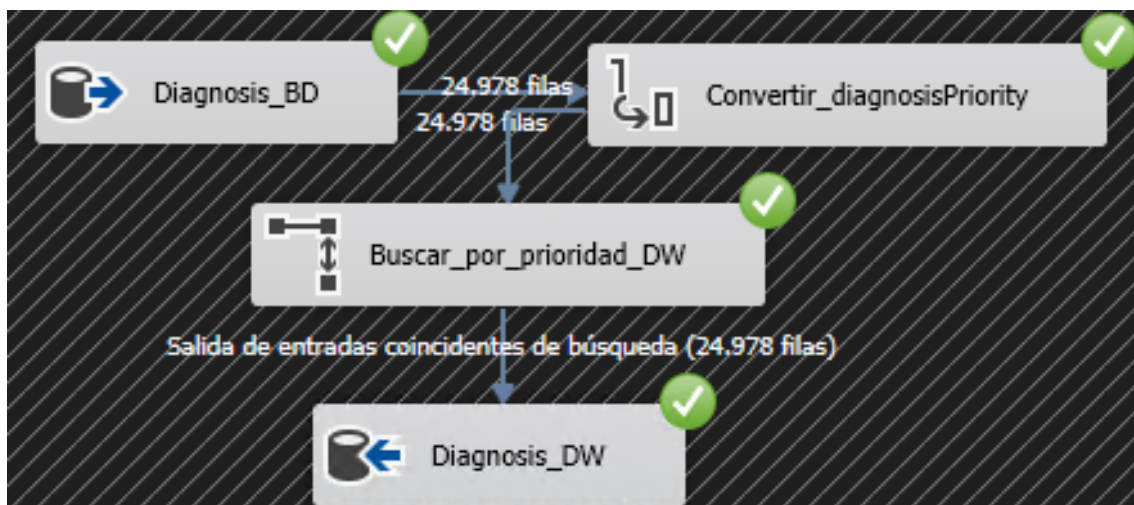 Diagnosis_BD
24.978 filas
Convertir_diagnosisPriority
24.978 filas
Buscar_por_prioridad_DW
Salida de entradas coincidentes de búsqueda (24.978 filas)
Diagnosis_DW